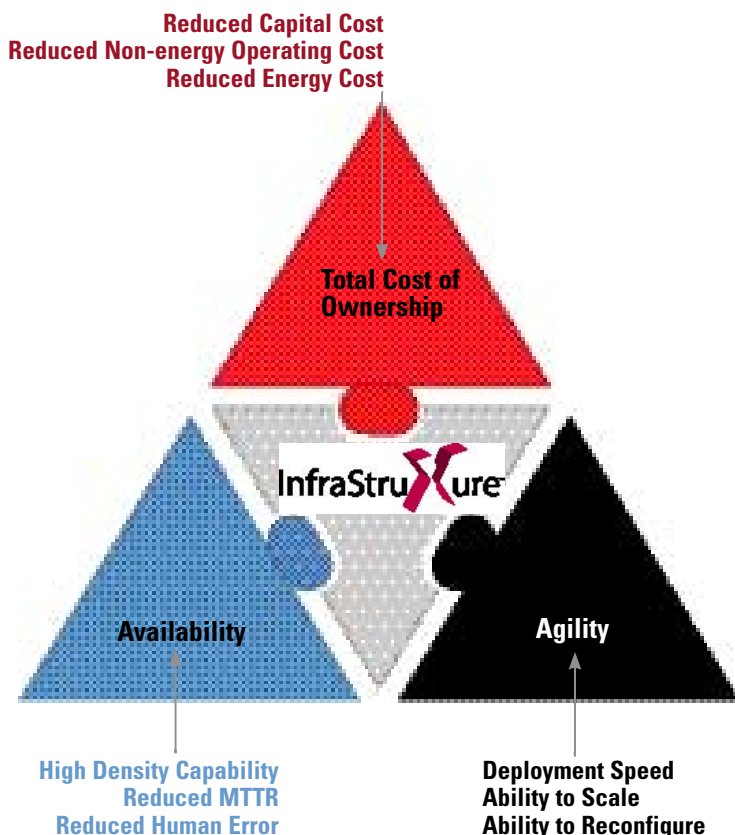 Reduced Capital Cost
Reduced Non-energy Operating Cost
Reduced Energy Cost
Total Cost of
Ownership
InfraStruXure
Availability
Agility
High Density Capability
Reduced MTTR
Reduced Human Error
Deployment Speed
Ability to Scale
Ability to Reconfigure